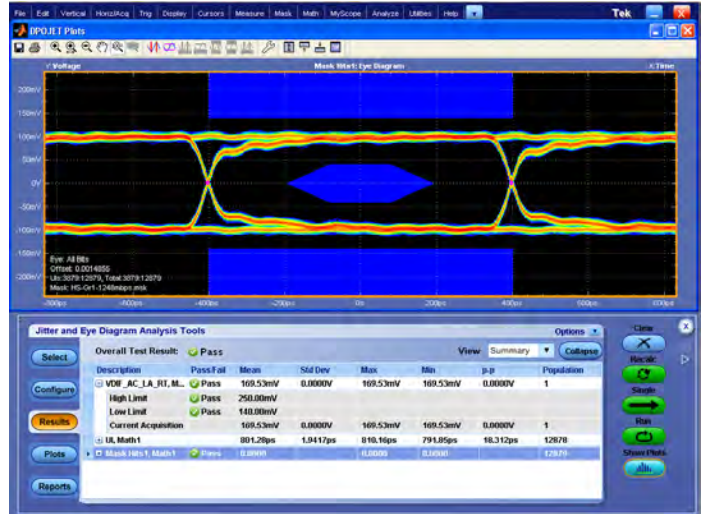 File Edit Vertical Horiz/Acq Trig Display Cursors Measure Mask Math MyScope Analyze Utilities Help Tek
DPOJET Plots
Y:Voltage Mask Hits1: Eye Diagram X:Time
200mV
150mV
100mV
50mV
0V
-50mV
-100mV
-150mV
-200mV
Eye: All Bits
Offset: 0.0014855
UIs:3879:12879, Total:3879:12879
Mask: HS-Gr1-1248mbps.msk
-400ps -200ps 0s 200ps 400ps 600ps
Jitter and Eye Diagram Analysis Tools Options Clear X
Select
Configure
Results
Plots
Reports
Overall Test Result: Pass View Summary Collapse
Description Pass/Fail Mean Std Dev Max Min p-p Population
VDIF_AC_LA_RT, M... Pass 169.53mV 0.0000V 169.53mV 169.53mV 0.0000V 1
High Limit Pass 250.00mV
Low Limit Pass 140.00mV
Current Acquisition 169.53mV 0.0000V 169.53mV 169.53mV 0.0000V 1
UI, Math1 801.28ps 1.9417ps 810.16ps 791.85ps 18.312ps 12878
Mask Hits1, Math1 Pass 0.0000 0.0000 0.0000 12878
Recalc
Single
Run
Show Plots